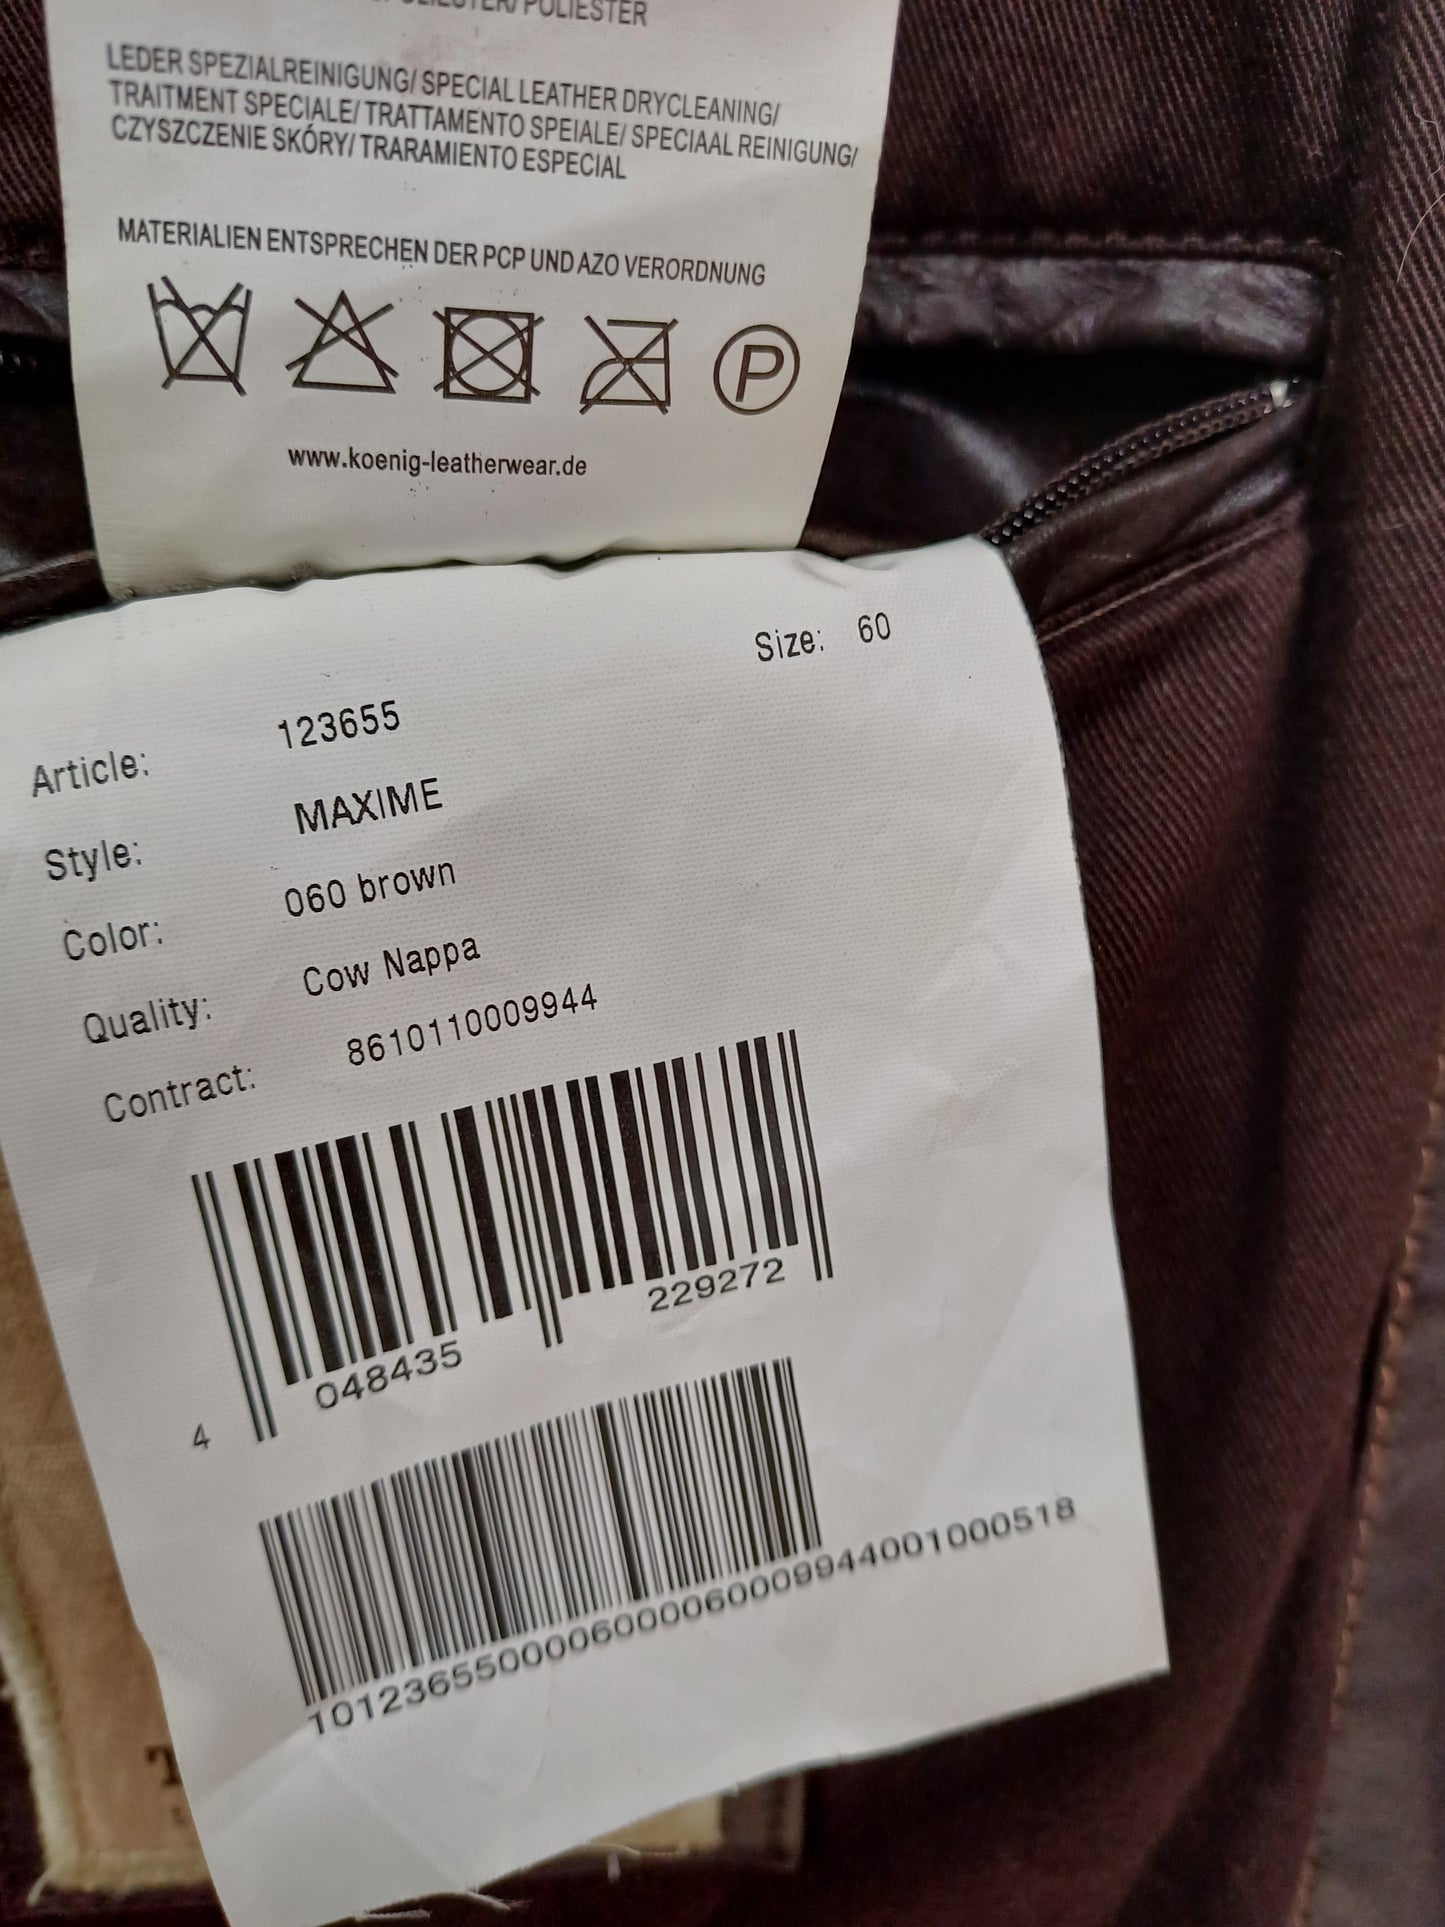 POLIESTER
LEDER SPEZIALREINIGUNG/ SPECIAL LEATHER DRYCLEANING/
TRAITMENT SPECIALE/ TRATTAMENTO SPEIALE/ SPECIAAL REINIGUNG/
CZYSZCZENIE SKÓRY/ TRARAMIENTO ESPECIAL
MATERIALIEN ENTSPRECHEN DER PCP UND AZO VERORDNUNG
P
www.koenig-leatherwear.de
Size: 60
Article: 123655
Style: MAXIME
Color: 060 brown
Quality: Cow Nappa
Contract: 8610110009944
4 048435 229272
1012365500060000600099440010000518